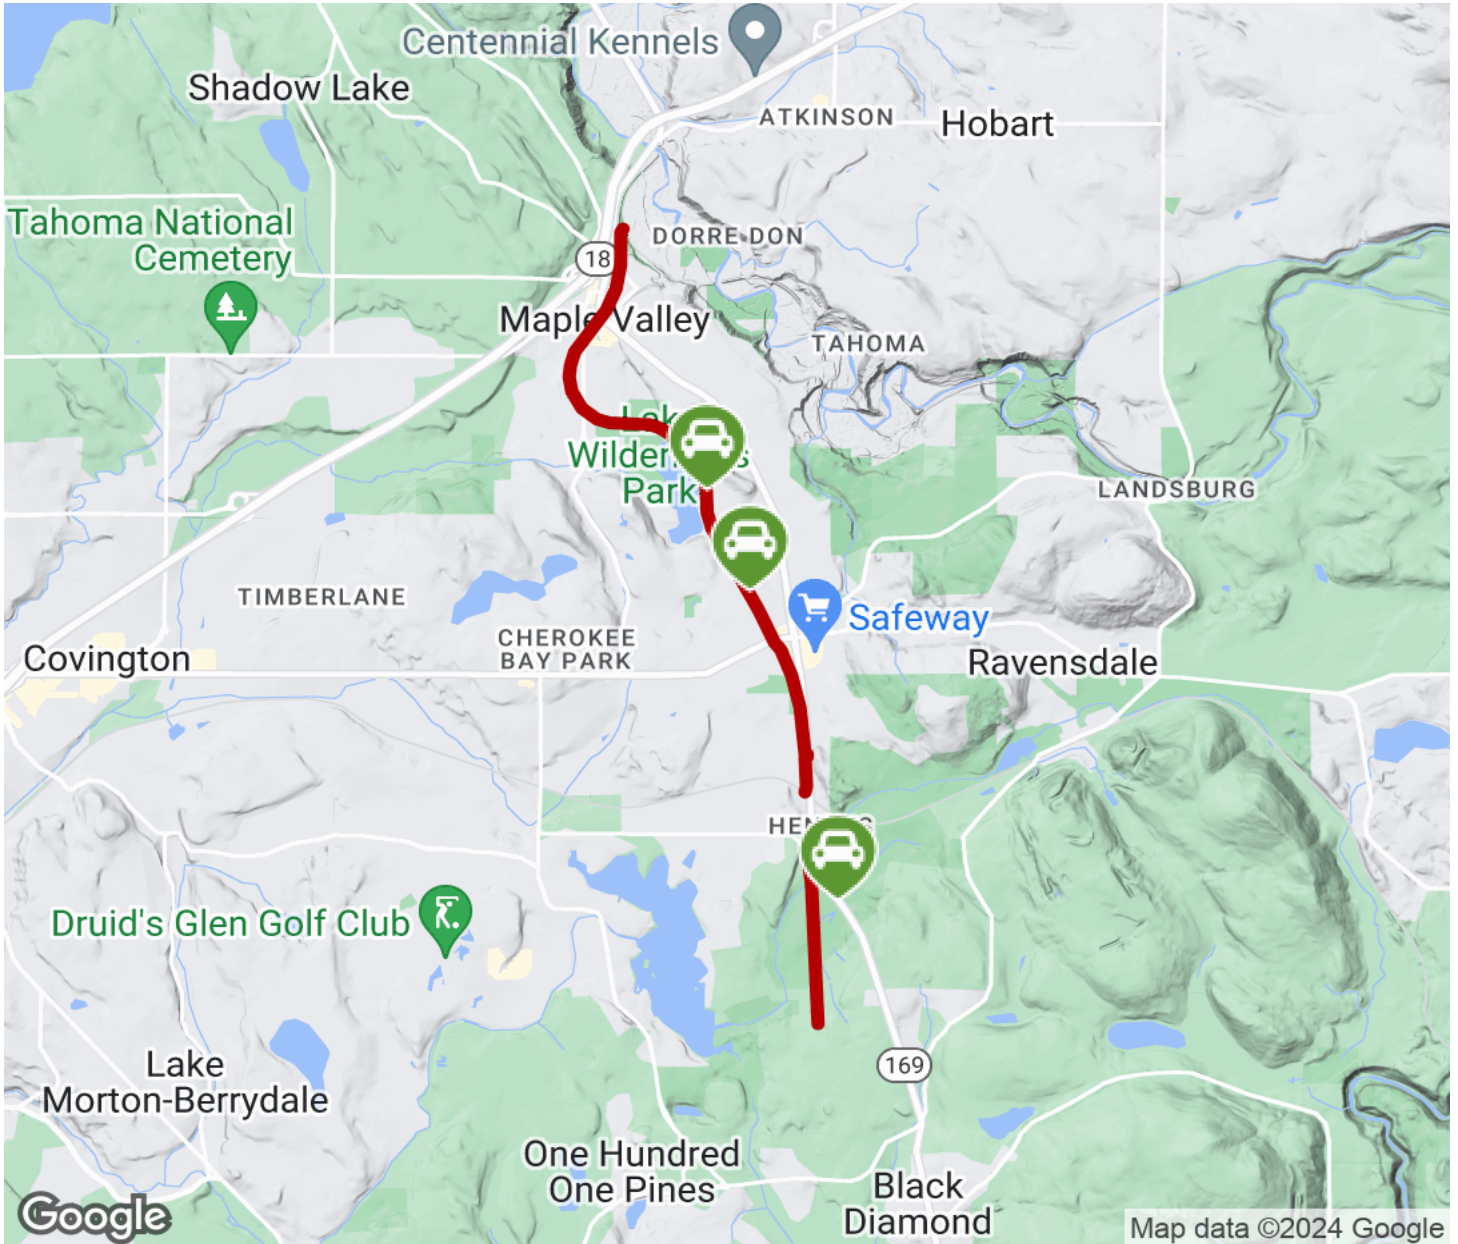 Centennial Kennels
Shadow Lake
ATKINSON
Hobart
Tahoma National
Cemetery
DORRE DON
18
Maple Valley
TAHOMA
Park
LANDSBURG
TIMBERLANE
Safeway
CHEROKEE
BAY PARK
Covington
Ravensdale
Druid's Glen Golf Club
Lake
Morton-Berrydale
169
One Hundred
One Pines
Black
Diamond
Google
Map data ©2024 Google